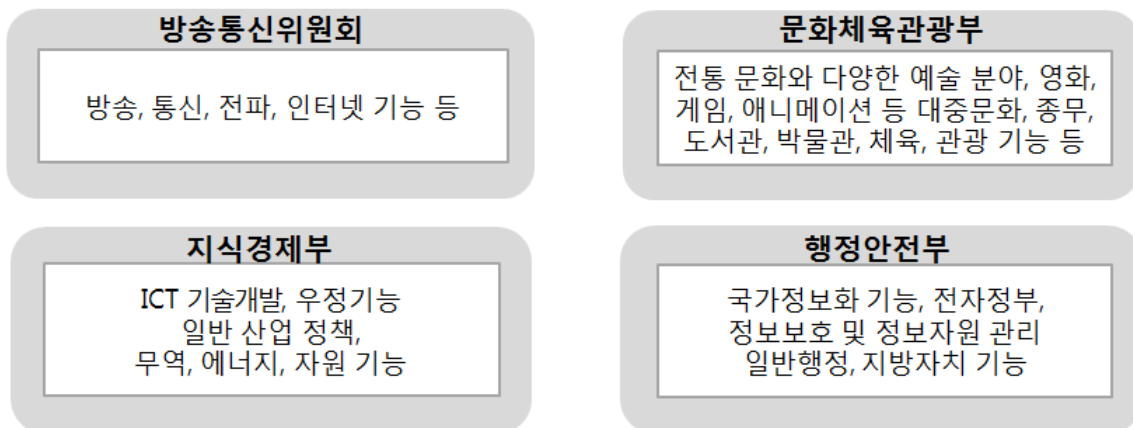 방송통신위원회
방송, 통신, 전파, 인터넷 기능 등
문화체육관광부
전통 문화와 다양한 예술 분야, 영화,
게임, 애니메이션 등 대중문화, 종무,
도서관, 박물관, 체육, 관광 기능 등
지식경제부
ICT 기술개발, 우정기능
일반 산업 정책,
무역, 에너지, 자원 기능
행정안전부
국가정보화 기능, 전자정부,
정보보호 및 정보자원 관리
일반행정, 지방자치 기능